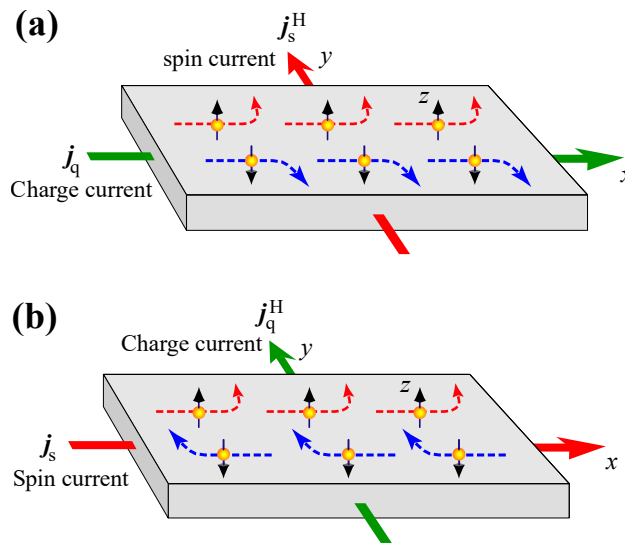 (a)
j_s^H
spin current
y
z
j_q
Charge current
x
(b)
j_q^H
Charge current
y
z
j_s
Spin current
x